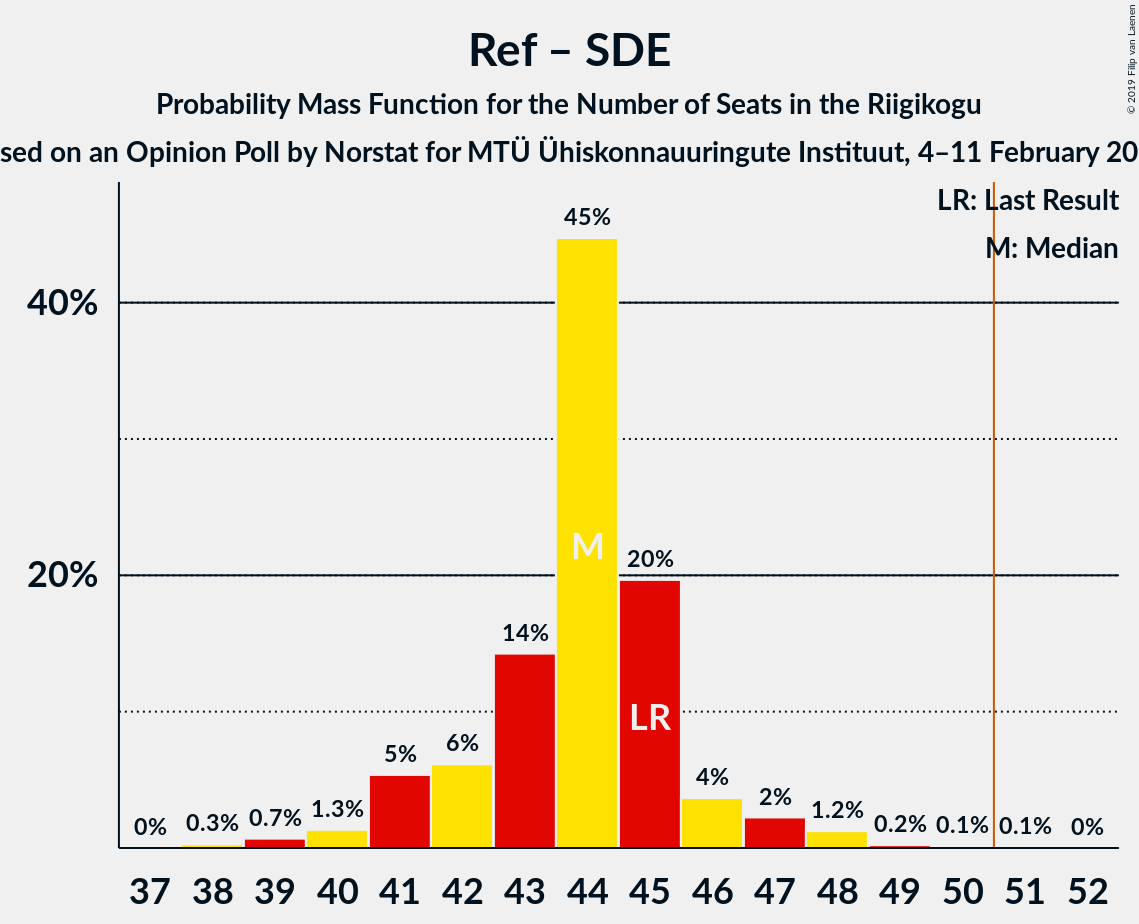 Ref – SDE
Probability Mass Function for the Number of Seats in the Riigikogu
sed on an Opinion Poll by Norstat for MTÜ Ühiskonnauuringute Instituut, 4–11 February 20
© 2019 Filip van Laenen
LR: Last Result
M: Median
45%
40%
M
20%
20%
14%
LR
6%
5%
4%
2%
1.3%
1.2%
0.7%
0.3%
0%
0.2%
0.1%
0.1%
0%
37 38 39 40 41 42 43 44 45 46 47 48 49 50 51 52